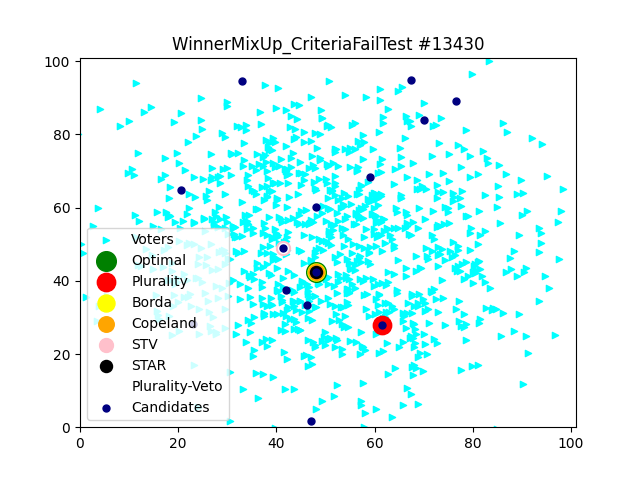 WinnerMixUp_CriteriaFailTest #13430
100
80
60
40
20
0
0
20
40
60
80
100
Voters
Optimal
Plurality
Borda
Copeland
STV
STAR
Plurality-Veto
Candidates